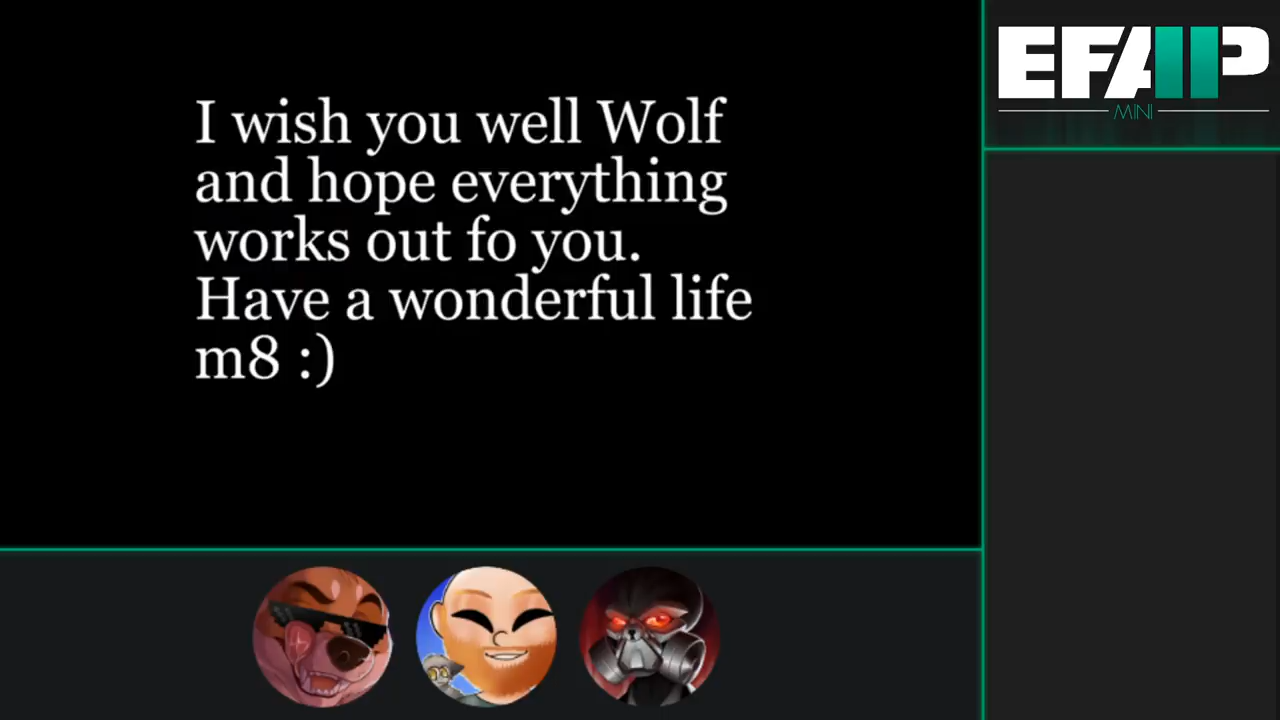 I wish you well Wolf
and hope everything
works out fo you.
Have a wonderful life
m8 :)
EFAP
MINI